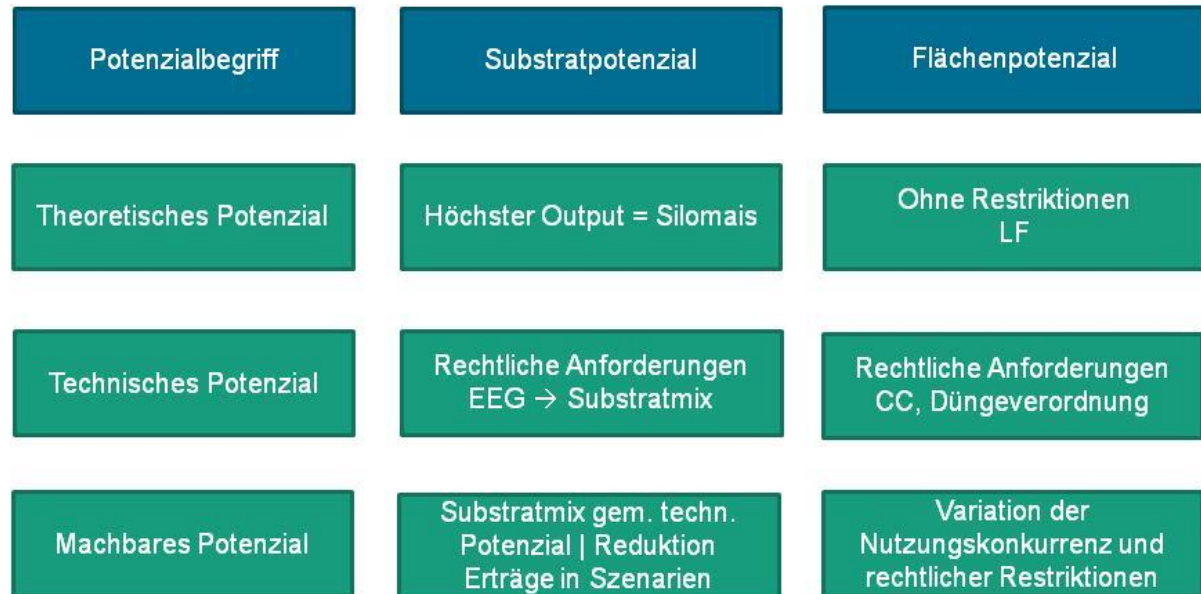 Potenzialbegriff
Substratpotenzial
Flächenpotenzial
Theoretisches Potenzial
Höchster Output = Silomais
Ohne Restriktionen
LF
Technisches Potenzial
Rechtliche Anforderungen
EEG → Substratmix
Rechtliche Anforderungen
CC, Düngeverordnung
Machbares Potenzial
Substratmix gem. techn.
Potenzial | Reduktion
Erträge in Szenarien
Variation der
Nutzungskonkurrenz und
rechtlicher Restriktionen